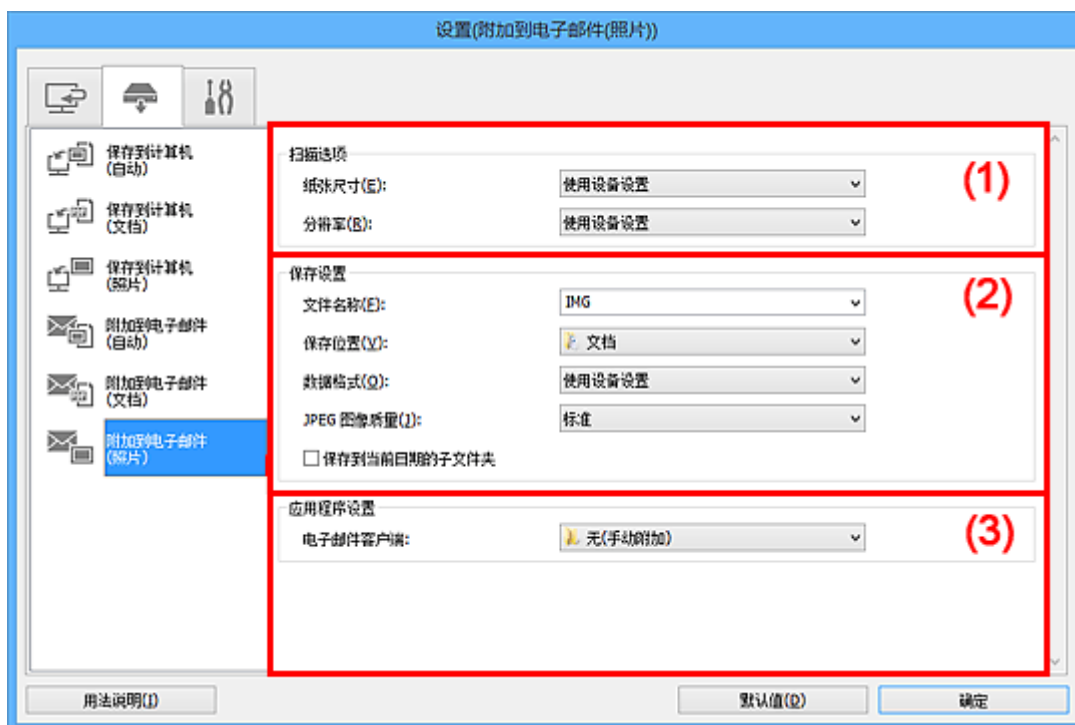 设置(附加到电子邮件(照片))
保存到计算机
(自动)
保存到计算机
(文档)
保存到计算机
(照片)
附加到电子邮件
(自动)
附加到电子邮件
(文档)
附加到电子邮件
(照片)
扫描选项
(1)
纸张尺寸(E): 使用设备设置
分辨率(R): 使用设备设置
保存设置
(2)
文件名称(F): IMG
保存位置(V): 文档
数据格式(O): 使用设备设置
JPEG 图像质量(J): 标准
保存到当前日期的子文件夹
应用程序设置
(3)
电子邮件客户端: 无(手动附加)
用法说明(I) 默认值(D) 确定